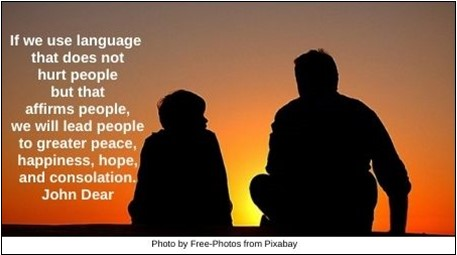 If we use language
that does not
hurt people
but that
affirms people,
we will lead people
to greater peace,
happiness, hope,
and consolation.
John Dear
Photo by Free-Photos from Pixabay